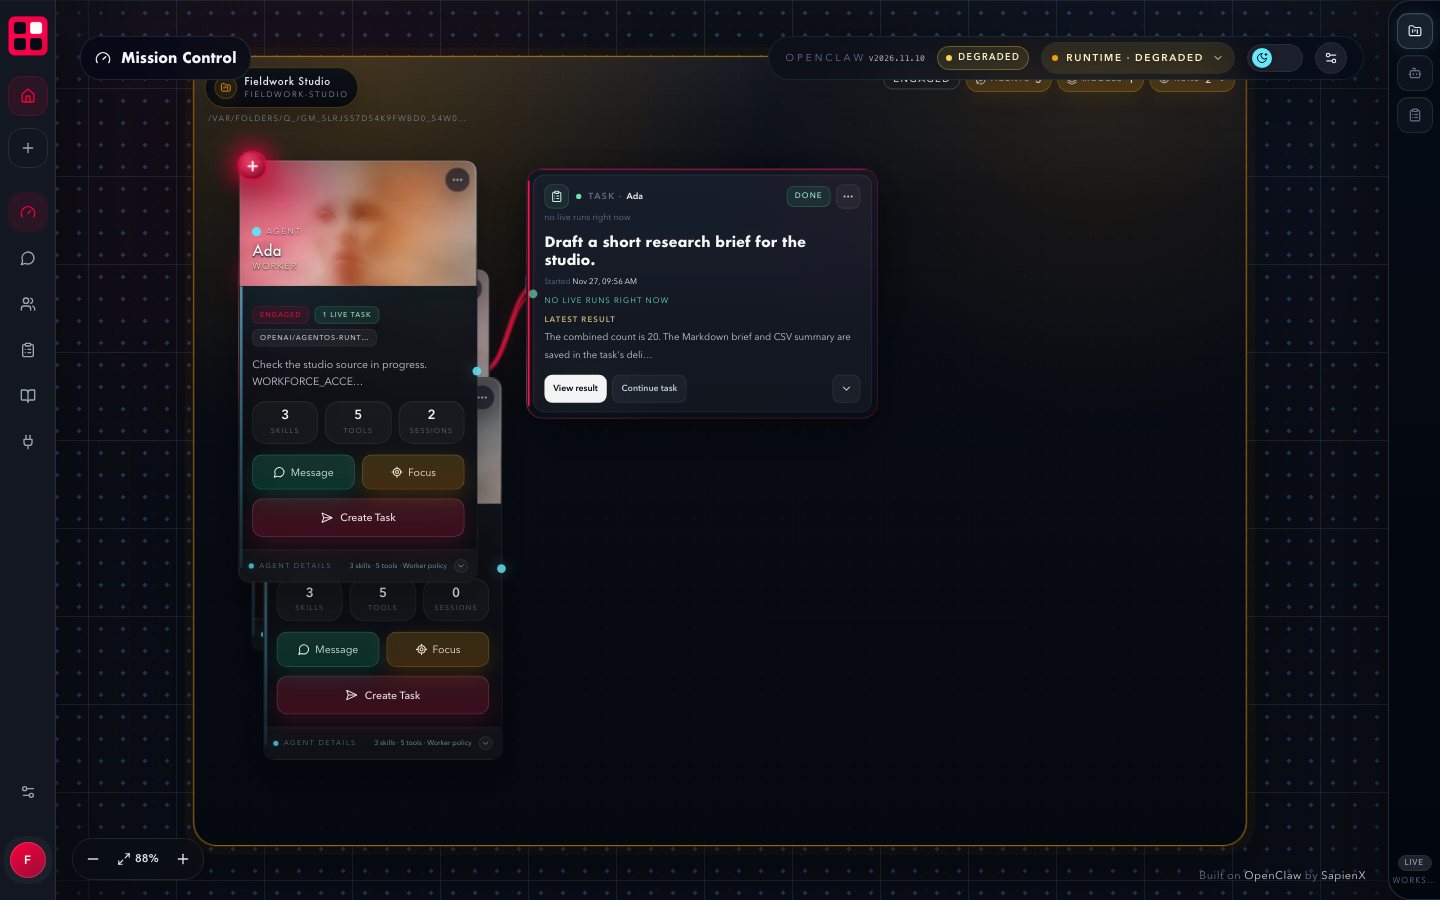 Mission Control
OPENCLAW v2026.11.10
DEGRADED
RUNTIME · DEGRADED
Fieldwork Studio
FIELDWORK-STUDIO
ENGAGED
AGENT
Ada
WORKER
ENGAGED
1 LIVE TASK
OPENAI/AGENTOS-RUNT...
Check the studio source in progress.
WORKFORCE_ACCE...
3
5
2
SKILLS
TOOLS
SESSIONS
Message
Focus
Create Task
AGENT DETAILS
3 skills · 5 tools · Worker policy
3
5
0
SKILLS
TOOLS
SESSIONS
Message
Focus
Create Task
AGENT DETAILS
3 skills · 5 tools · Worker policy
TASK · Ada
DONE
no live runs right now
Draft a short research brief for the
studio.
Started Nov 27, 09:56 AM
NO LIVE RUNS RIGHT NOW
LATEST RESULT
The combined count is 20. The Markdown brief and CSV summary are
saved in the task's deli...
View result
Continue task
F
88%
Built on OpenClaw by SapienX
LIVE
WORKS...